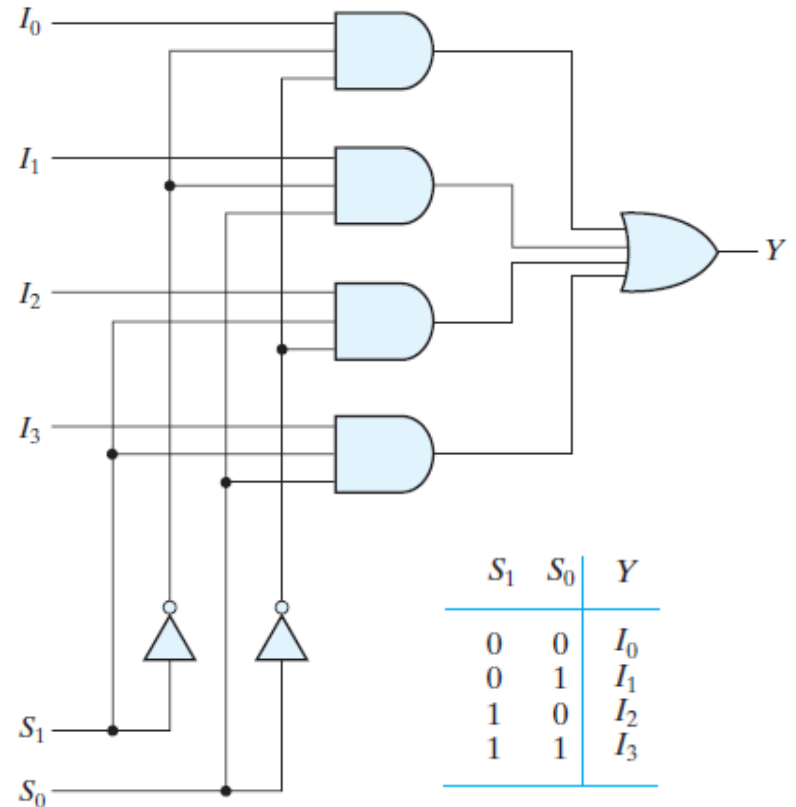 I₀
I₁
I₂
I₃
Y
S₁ S₀ Y
0 0 I₀
0 1 I₁
1 0 I₂
1 1 I₃
S₁
S₀